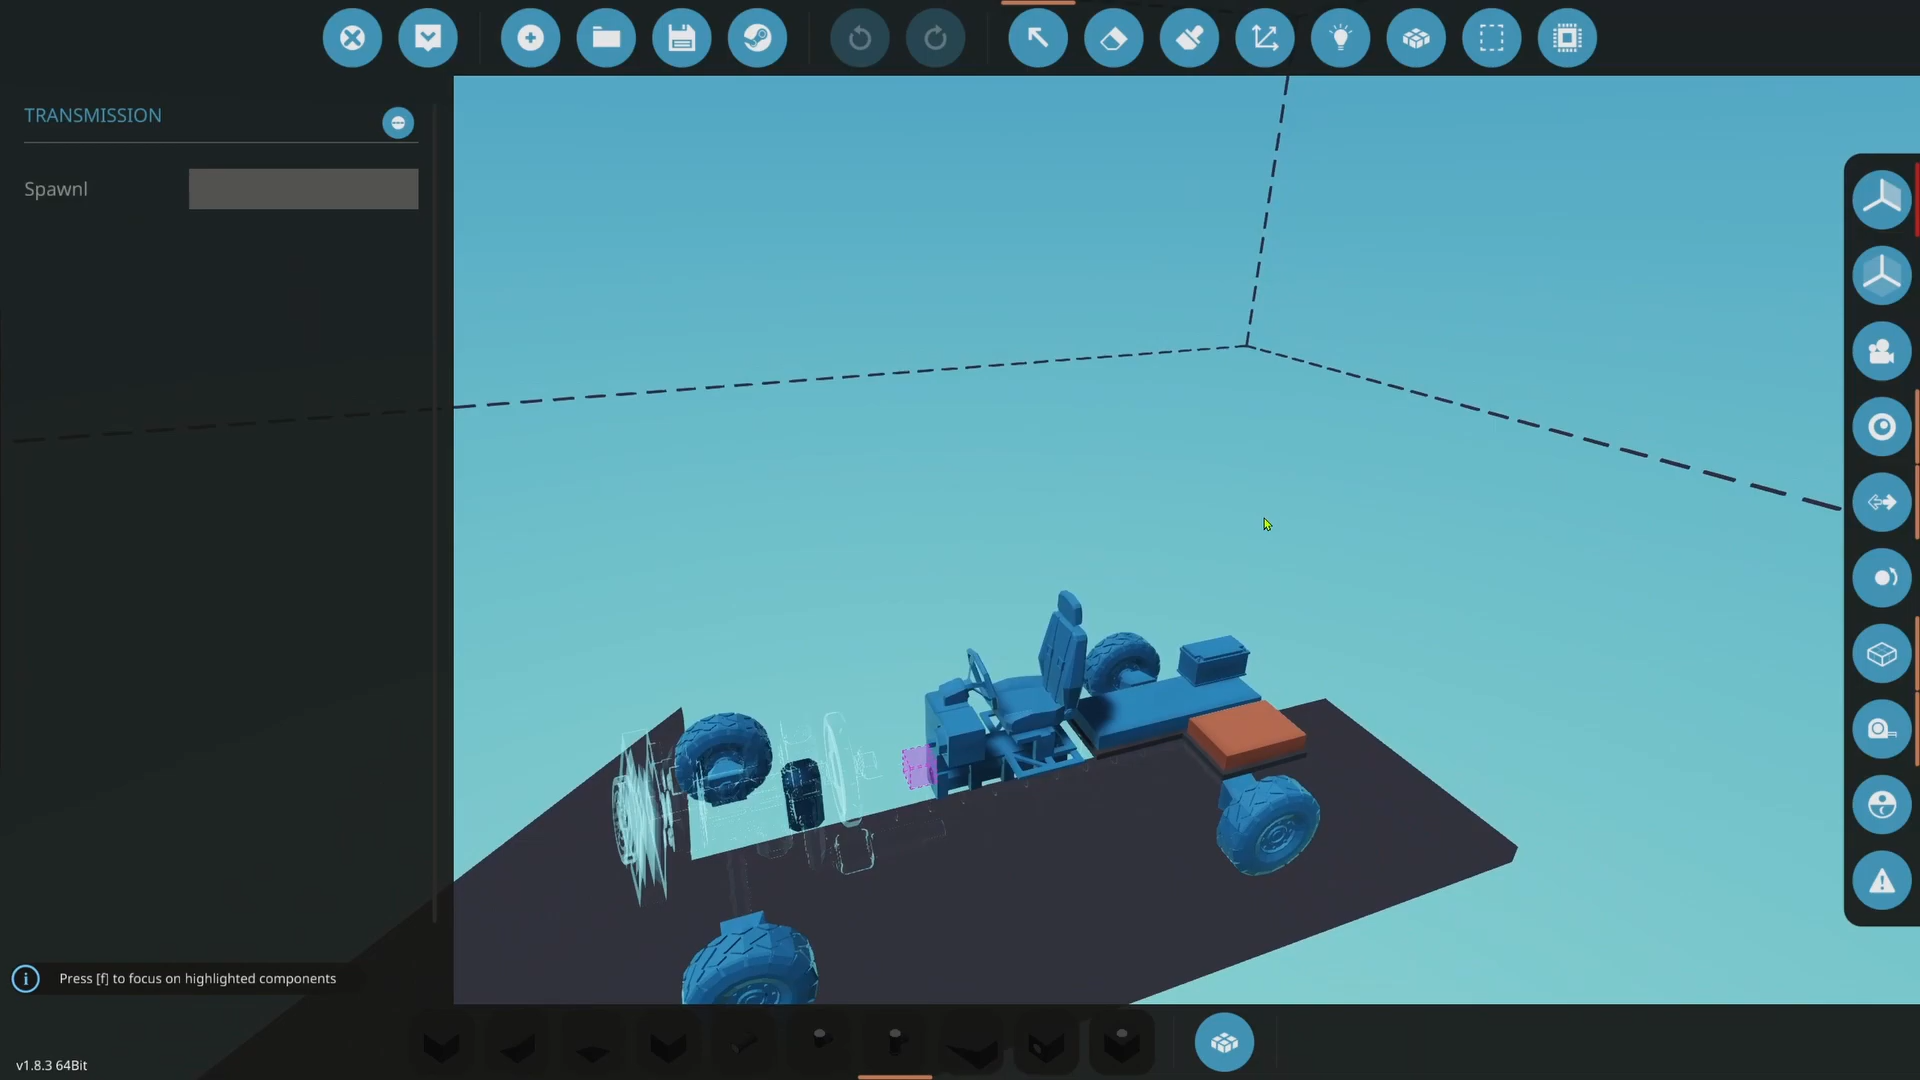 TRANSMISSION
Spawnl
Press [f] to focus on highlighted components
v1.8.3 64Bit